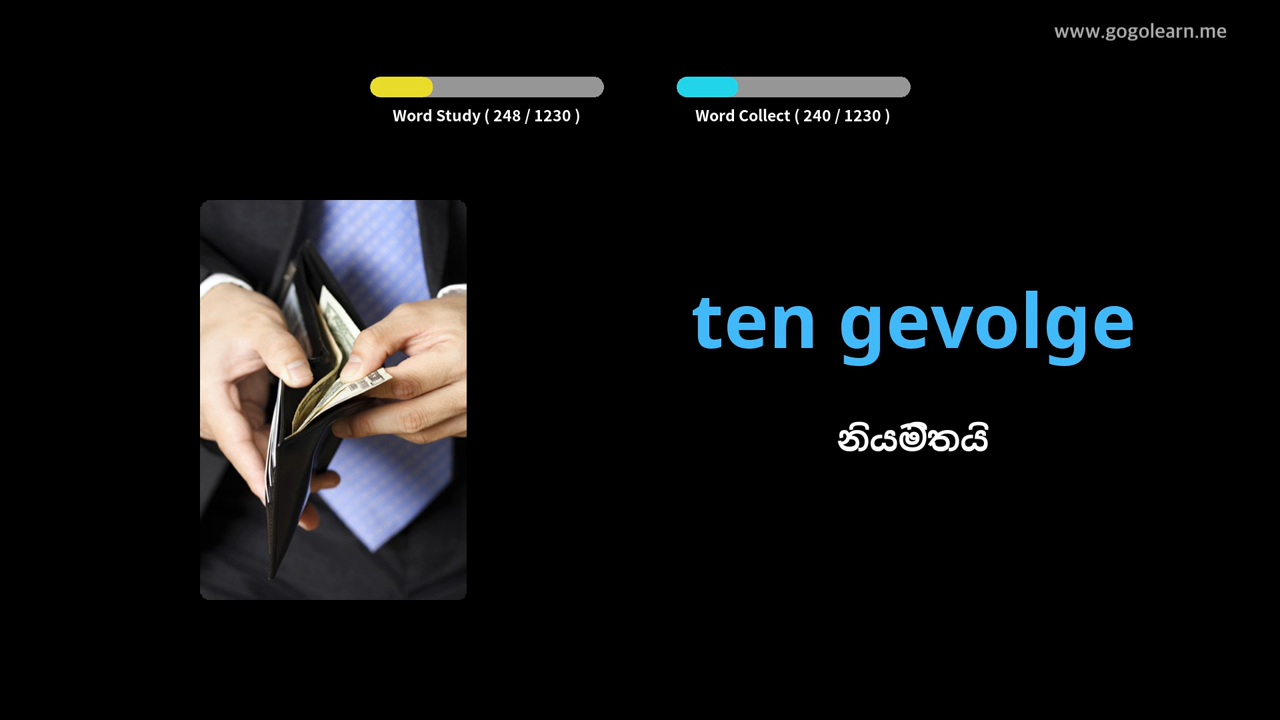 www.gogolearn.me
Word Study ( 248 / 1230 )
Word Collect ( 240 / 1230 )
ten gevolge
නියමිතයි